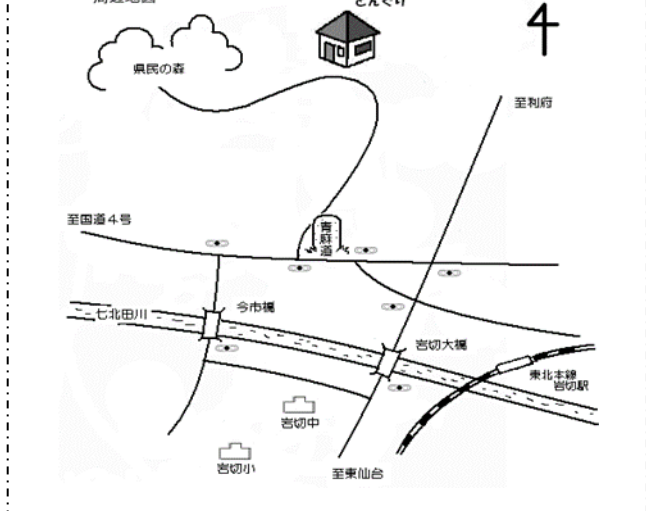 周辺地図
どんぐり
県民の森
至利府
至国道4号
青麻道
七北田川
今市橋
岩切大橋
東北本線
岩切駅
岩切中
岩切小
至東仙台